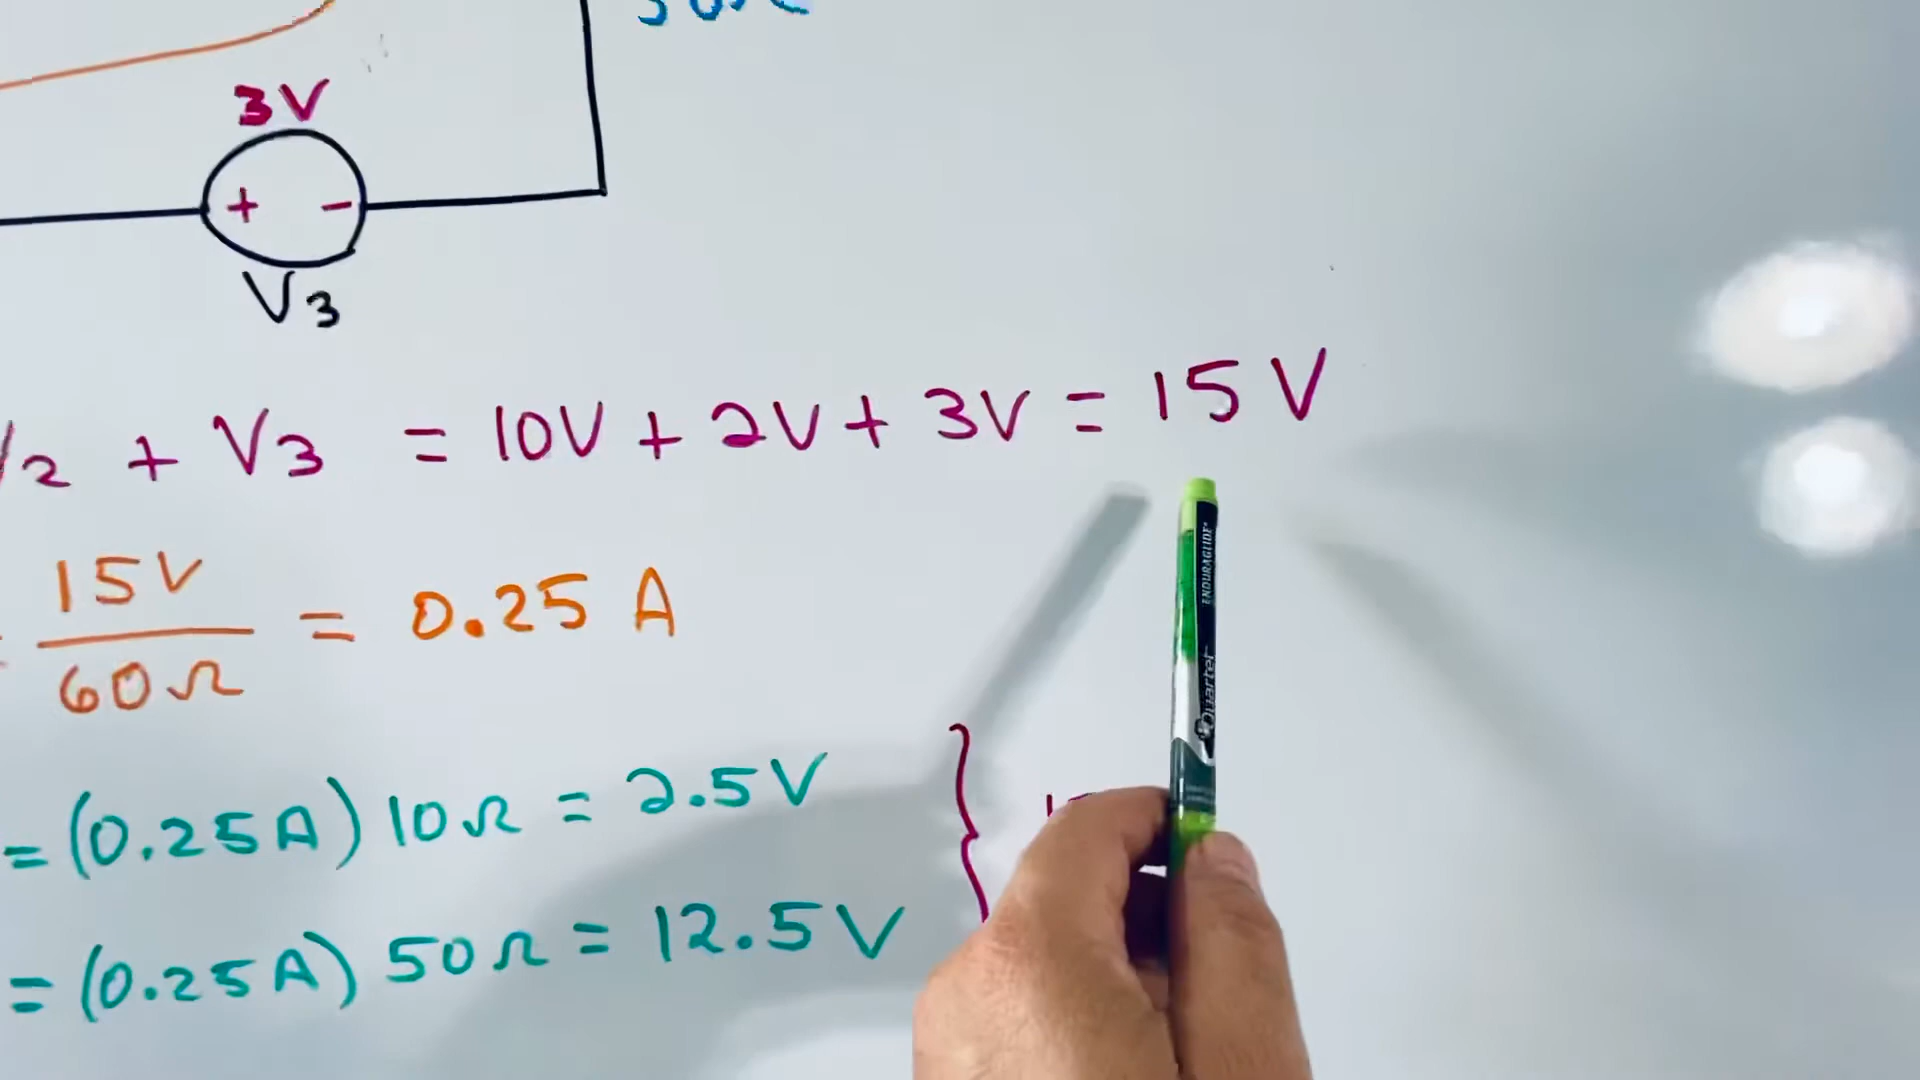 3V
+ -
V3
2 + V3 = 10V + 2V + 3V = 15V
15V
60Ω = 0.25 A
= (0.25A) 10Ω = 2.5V
= (0.25A) 50Ω = 12.5V
ENDURAGLIDE
Quartet